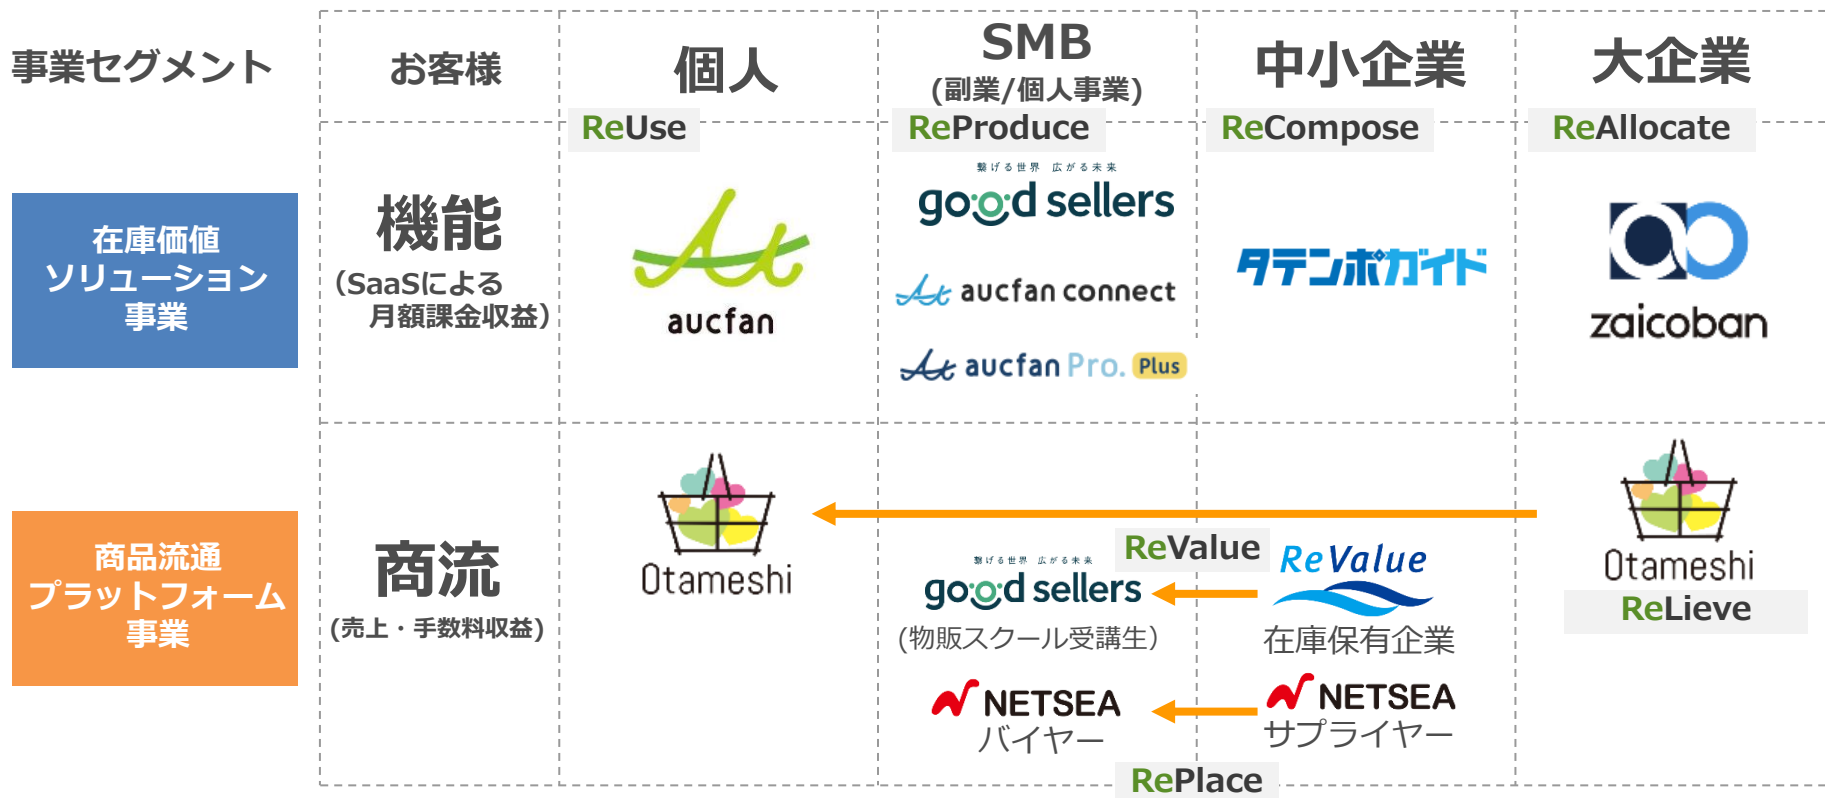 事業セグメント
お客様
個人
SMB
(副業/個人事業)
中小企業
大企業
ReUse
ReProduce
ReCompose
ReAllocate
在庫価値
ソリューション
事業
機能
（SaaSによる
月額課金収益）
aucfan
繋げる世界 広がる未来
good sellers
aucfan connect
aucfan Pro. Plus
タテンポガイド
zaicoban
商品流通
プラットフォーム
事業
商流
(売上・手数料収益)
Otameshi
ReValue
繋げる世界 広がる未来
good sellers
(物販スクール受講生）
ReValue
在庫保有企業
Otameshi
ReLieve
NETSEA
バイヤー
NETSEA
サプライヤー
RePlace